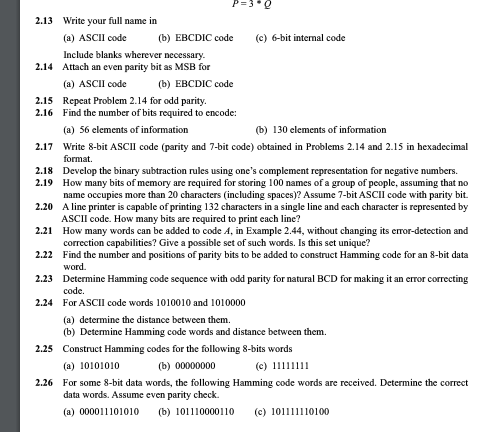 P = 3 * Q
2.13 Write your full name in
(a) ASCII code (b) EBCDIC code (c) 6-bit internal code
Include blanks wherever necessary.
2.14 Attach an even parity bit as MSB for
(a) ASCII code (b) EBCDIC code
2.15 Repeat Problem 2.14 for odd parity.
2.16 Find the number of bits required to encode:
(a) 56 elements of information (b) 130 elements of information
2.17 Write 8-bit ASCII code (parity and 7-bit code) obtained in Problems 2.14 and 2.15 in hexadecimal
format.
2.18 Develop the binary subtraction rules using one's complement representation for negative numbers.
2.19 How many bits of memory are required for storing 100 names of a group of people, assuming that no
name occupies more than 20 characters (including spaces)? Assume 7-bit ASCII code with parity bit.
2.20 A line printer is capable of printing 132 characters in a single line and each character is represented by
ASCII code. How many bits are required to print each line?
2.21 How many words can be added to code A, in Example 2.44, without changing its error-detection and
correction capabilities? Give a possible set of such words. Is this set unique?
2.22 Find the number and positions of parity bits to be added to construct Hamming code for an 8-bit data
word.
2.23 Determine Hamming code sequence with odd parity for natural BCD for making it an error correcting
code.
2.24 For ASCII code words 1010010 and 1010000
(a) determine the distance between them.
(b) Determine Hamming code words and distance between them.
2.25 Construct Hamming codes for the following 8-bits words
(a) 10101010 (b) 00000000 (c) 11111111
2.26 For some 8-bit data words, the following Hamming code words are received. Determine the correct
data words. Assume even parity check.
(a) 000011101010 (b) 101110000110 (c) 101111110100